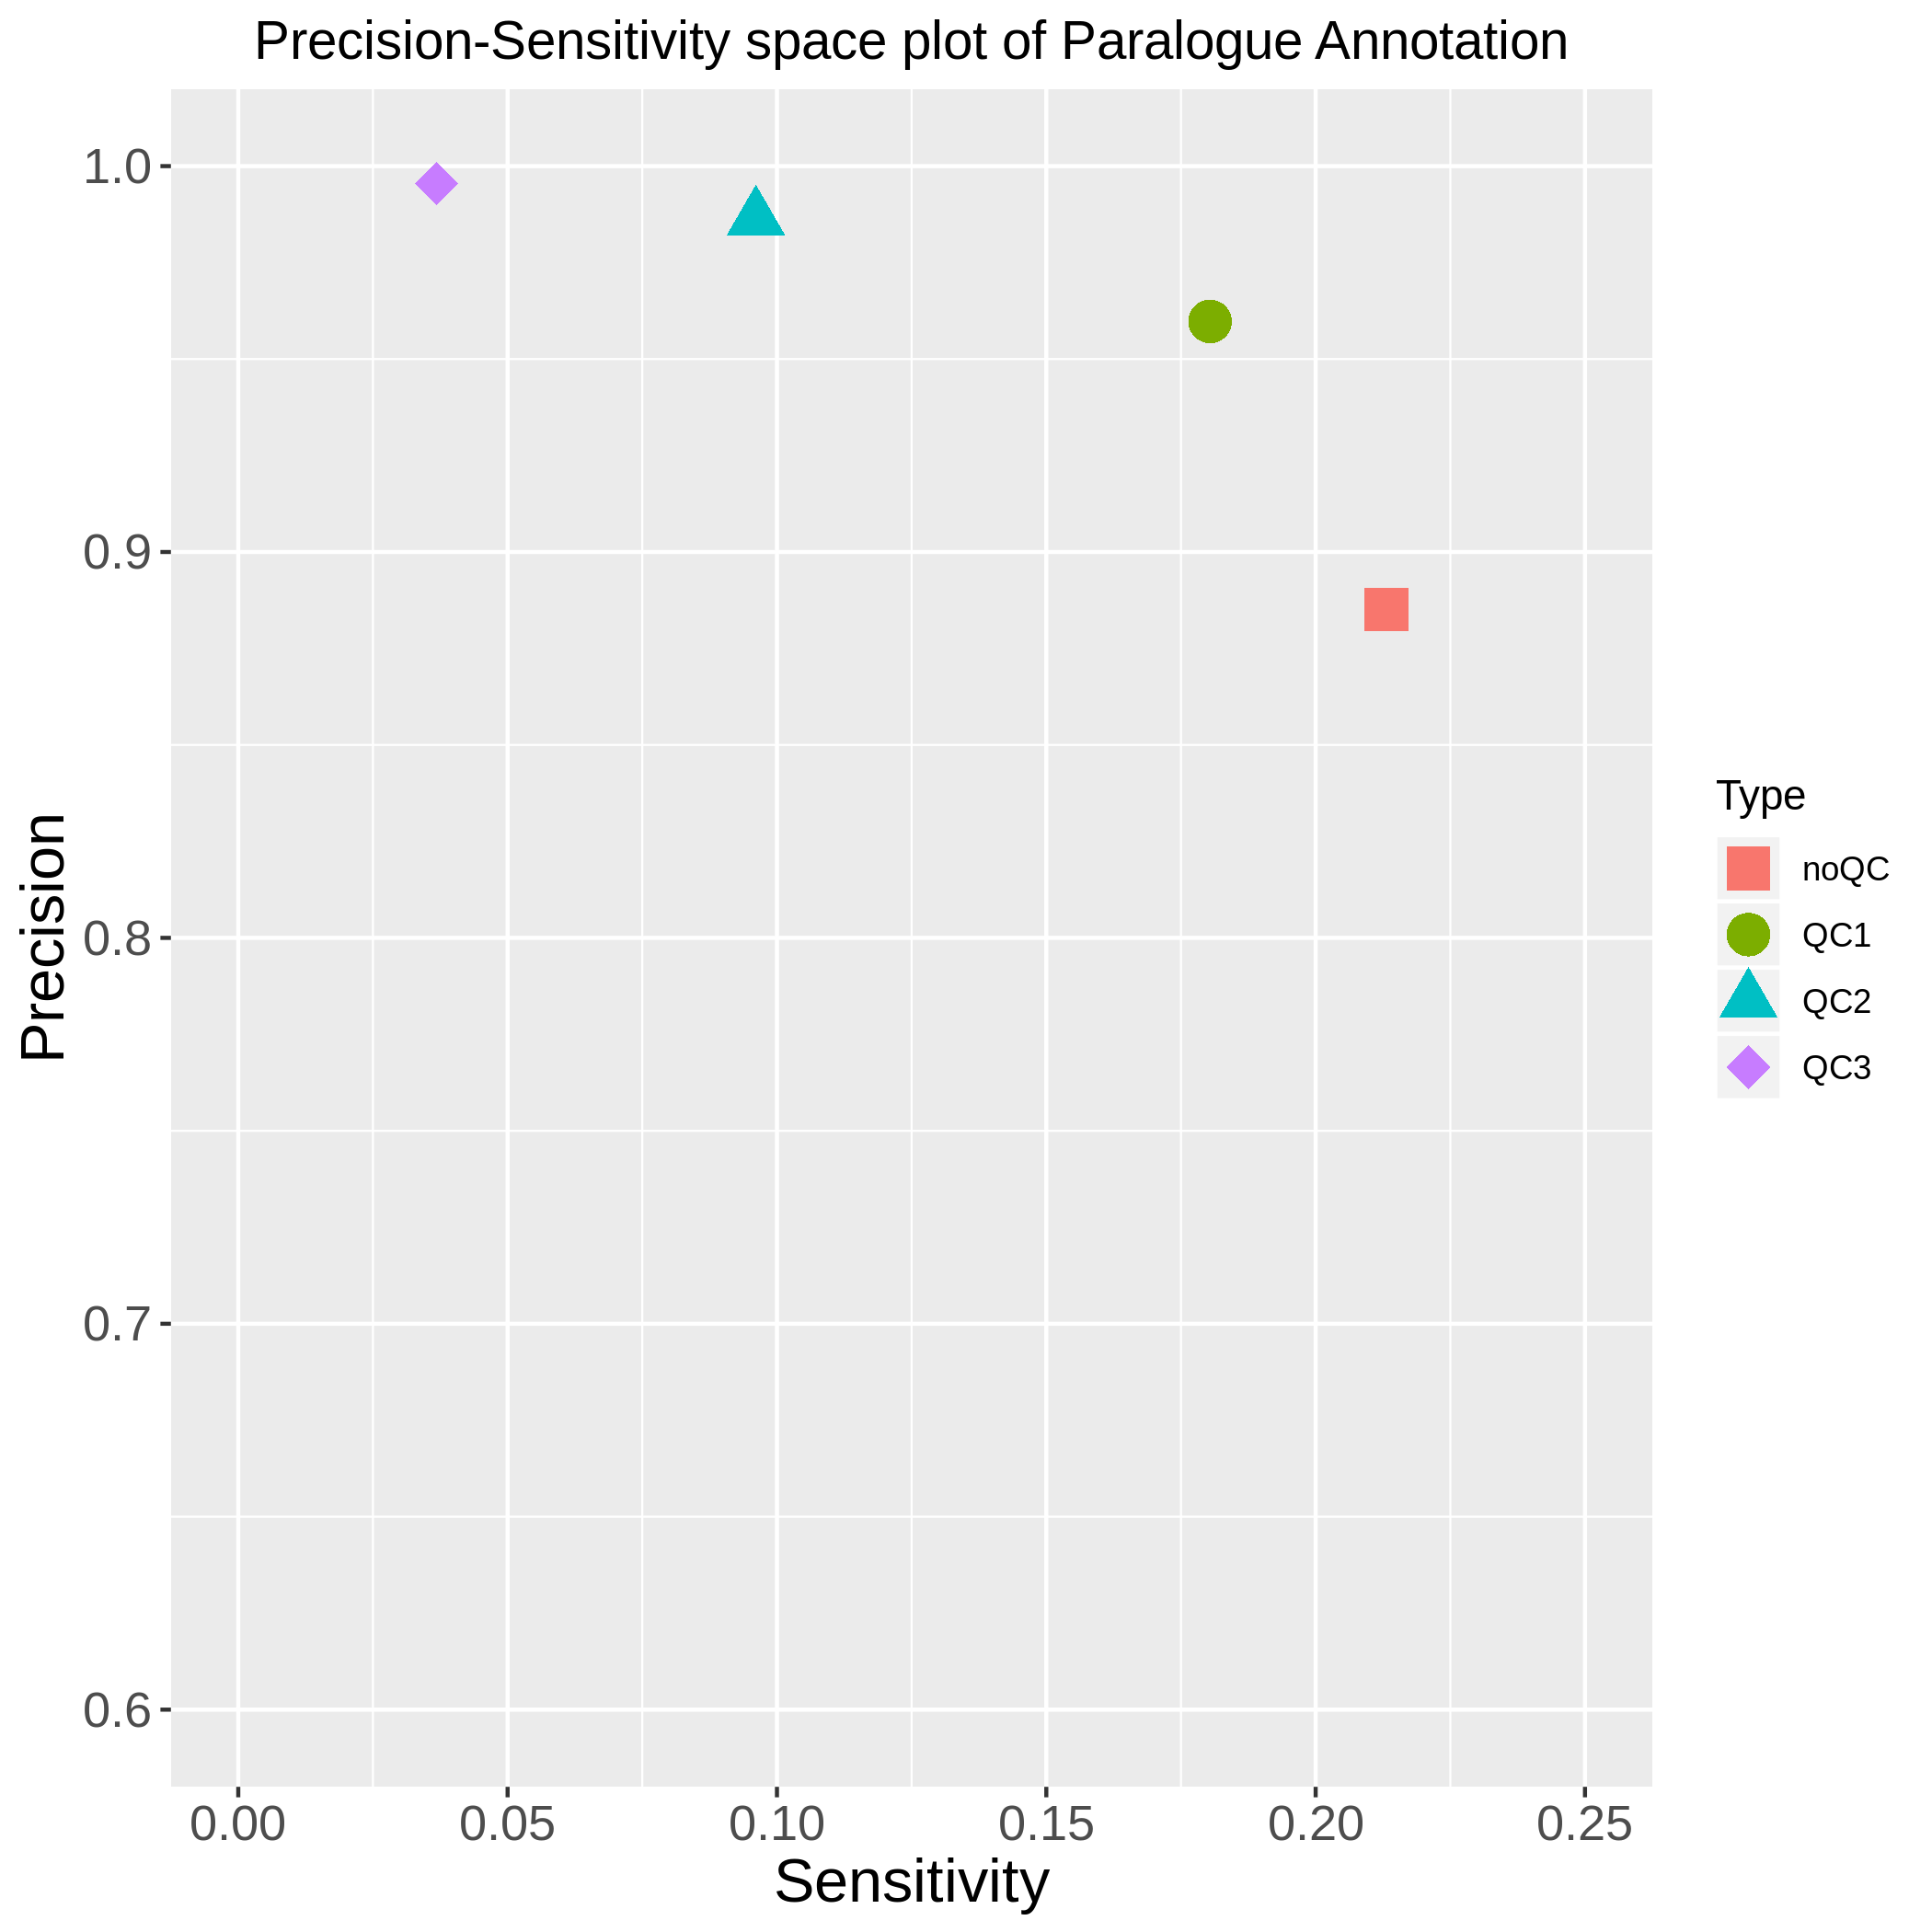 Precision-Sensitivity space plot of Paralogue Annotation
Precision
1.0
0.9
0.8
0.7
0.6
0.00 0.05 0.10 0.15 0.20 0.25
Sensitivity
Type
noQC
QC1
QC2
QC3